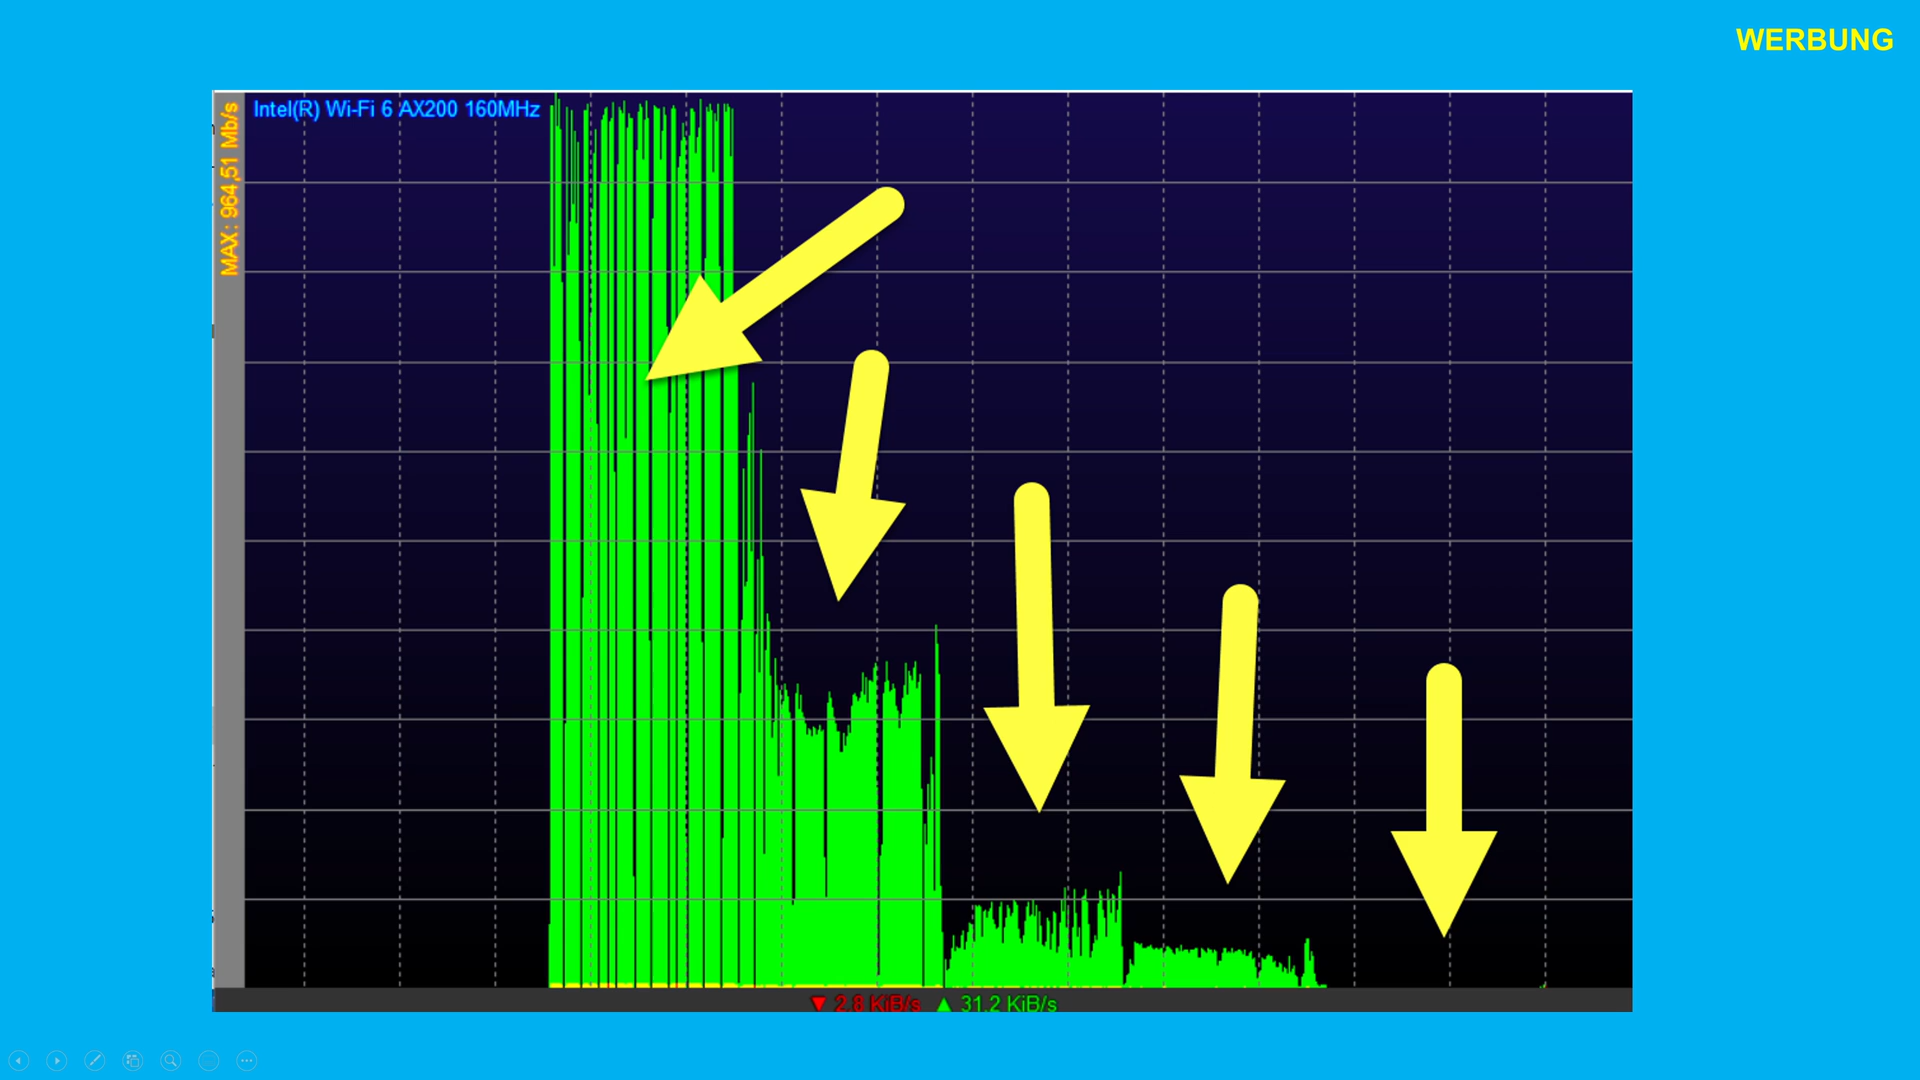 WERBUNG
Intel(R) Wi-Fi 6 AX200 160MHz
MAX: 964,51 Mb/s
2.8 KiB/s 31.2 KiB/s